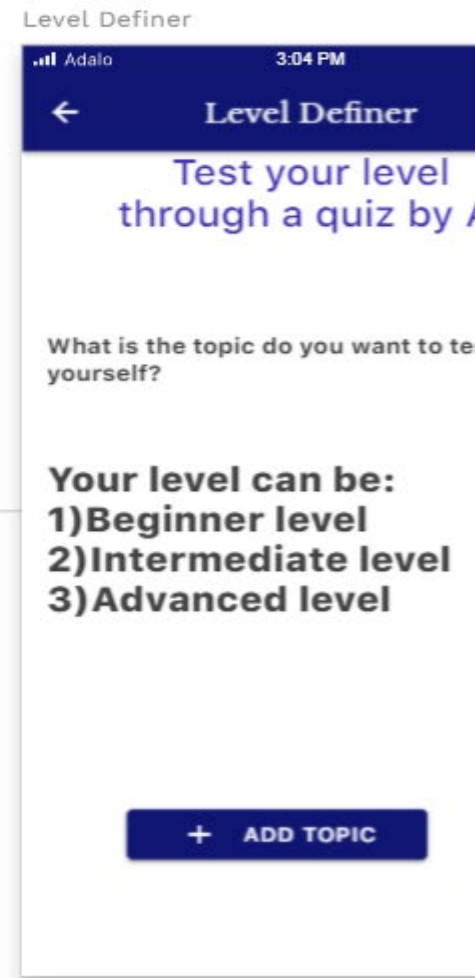 Level Definer
Adalo 3:04 PM
Level Definer
Test your level
through a quiz by
What is the topic do you want to
yourself?
Your level can be:
1)Beginner level
2)Intermediate level
3)Advanced level
+ ADD TOPIC